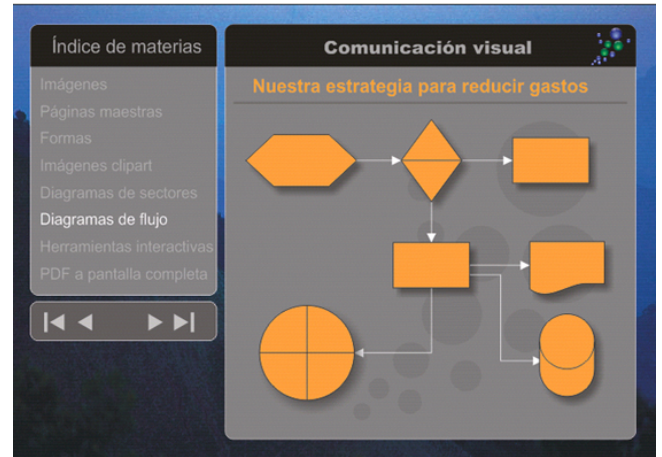 Índice de materias
Imágenes
Páginas maestras
Formas
Imágenes clipart
Diagramas de sectores
Diagramas de flujo
Herramientas interactivas
PDF a pantalla completa
Comunicación visual
Nuestra estrategia para reducir gastos